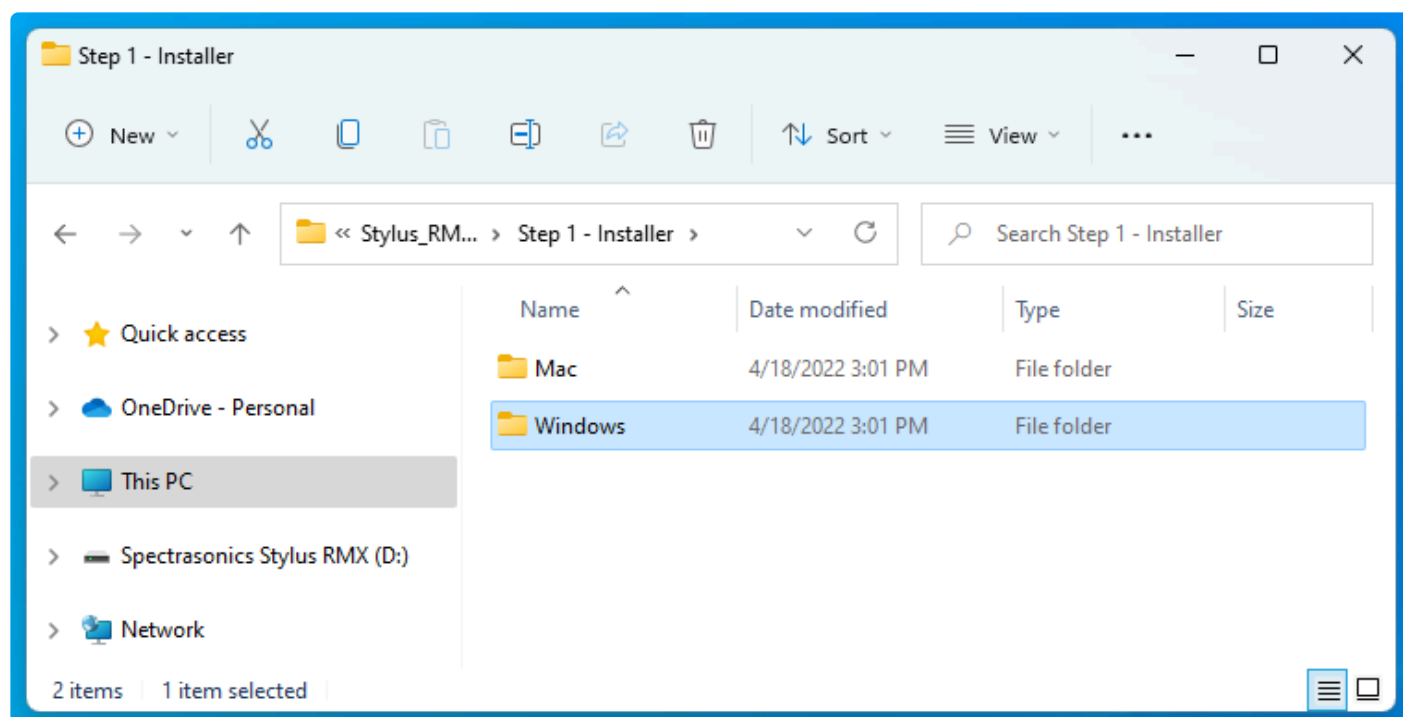 Step 1 - Installer
New Sort View
« Stylus_RM... > Step 1 - Installer > Search Step 1 - Installer
Name Date modified Type Size
Quick access
Mac 4/18/2022 3:01 PM File folder
OneDrive - Personal
Windows 4/18/2022 3:01 PM File folder
This PC
Spectrasonics Stylus RMX (D:)
Network
2 items 1 item selected